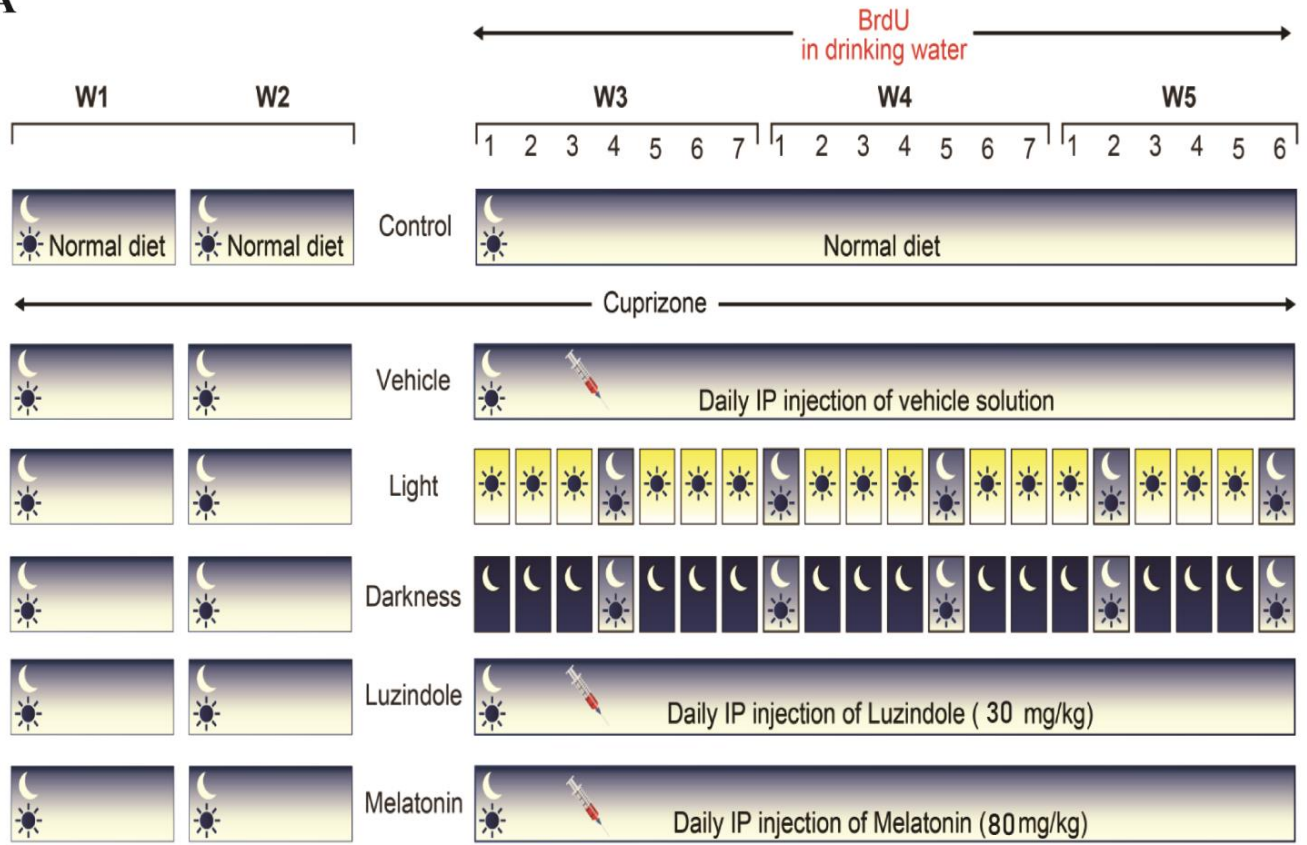 A
BrdU
in drinking water
W1 W2 W3 W4 W5
1 2 3 4 5 6 7 1 2 3 4 5 6 7 1 2 3 4 5 6
Normal diet Normal diet Control Normal diet
Cuprizone
Vehicle Daily IP injection of vehicle solution
Light
Darkness
Luzindole Daily IP injection of Luzindole ( 30 mg/kg)
Melatonin Daily IP injection of Melatonin (80mg/kg)